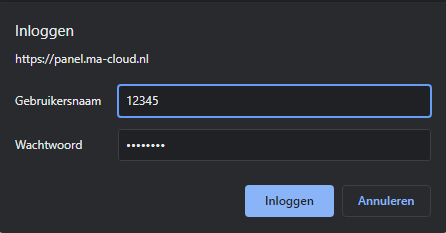 Inloggen
https://panel.ma-cloud.nl
Gebruikersnaam 12345
Wachtwoord ••••••••
Inloggen Annuleren